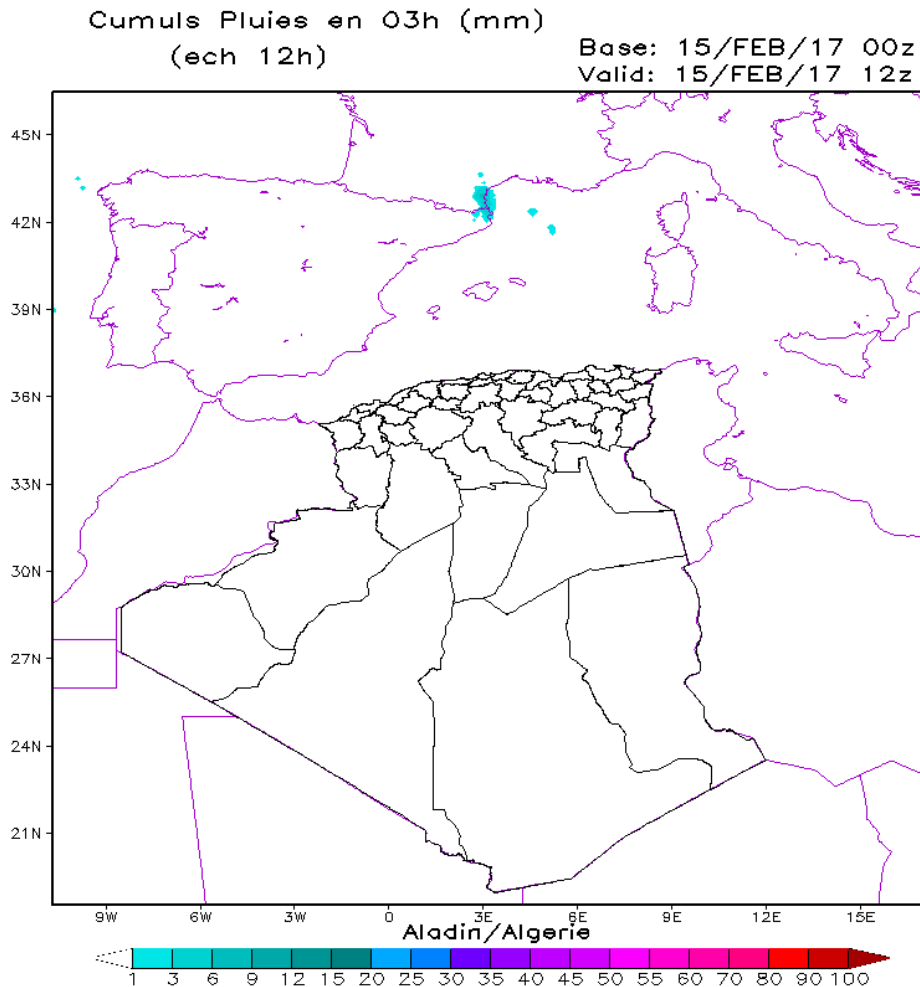 Cumuls Pluies en 03h (mm)
(ech 12h)
Base: 15/FEB/17 00z
Valid: 15/FEB/17 12z
45N
42N
39N
36N
33N
30N
27N
24N
21N
9W 6W 3W 0 3E 6E 9E 12E 15E
Aladin/Algerie
1 3 6 9 12 15 20 25 30 35 40 45 50 55 60 70 80 90 100